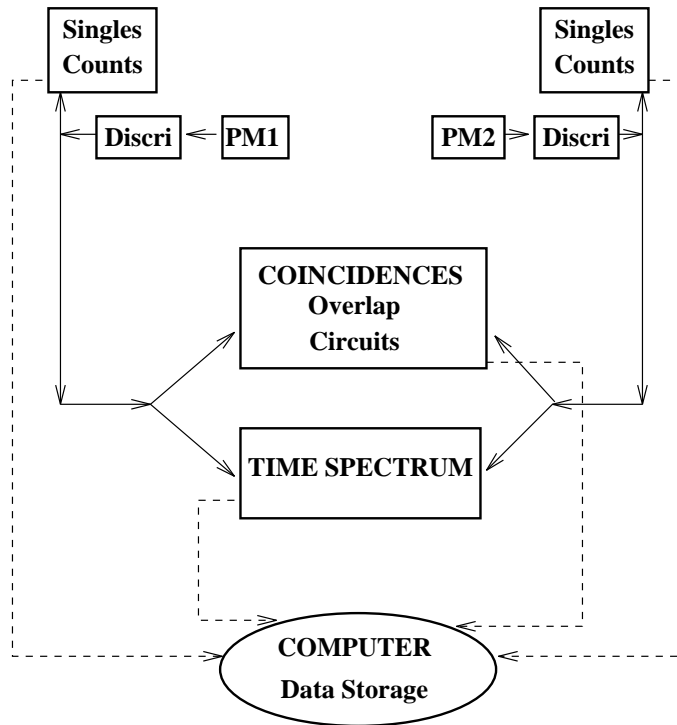 Singles
Counts
Singles
Counts
Discri
PM1
PM2
Discri
COINCIDENCES
Overlap
Circuits
TIME SPECTRUM
COMPUTER
Data Storage